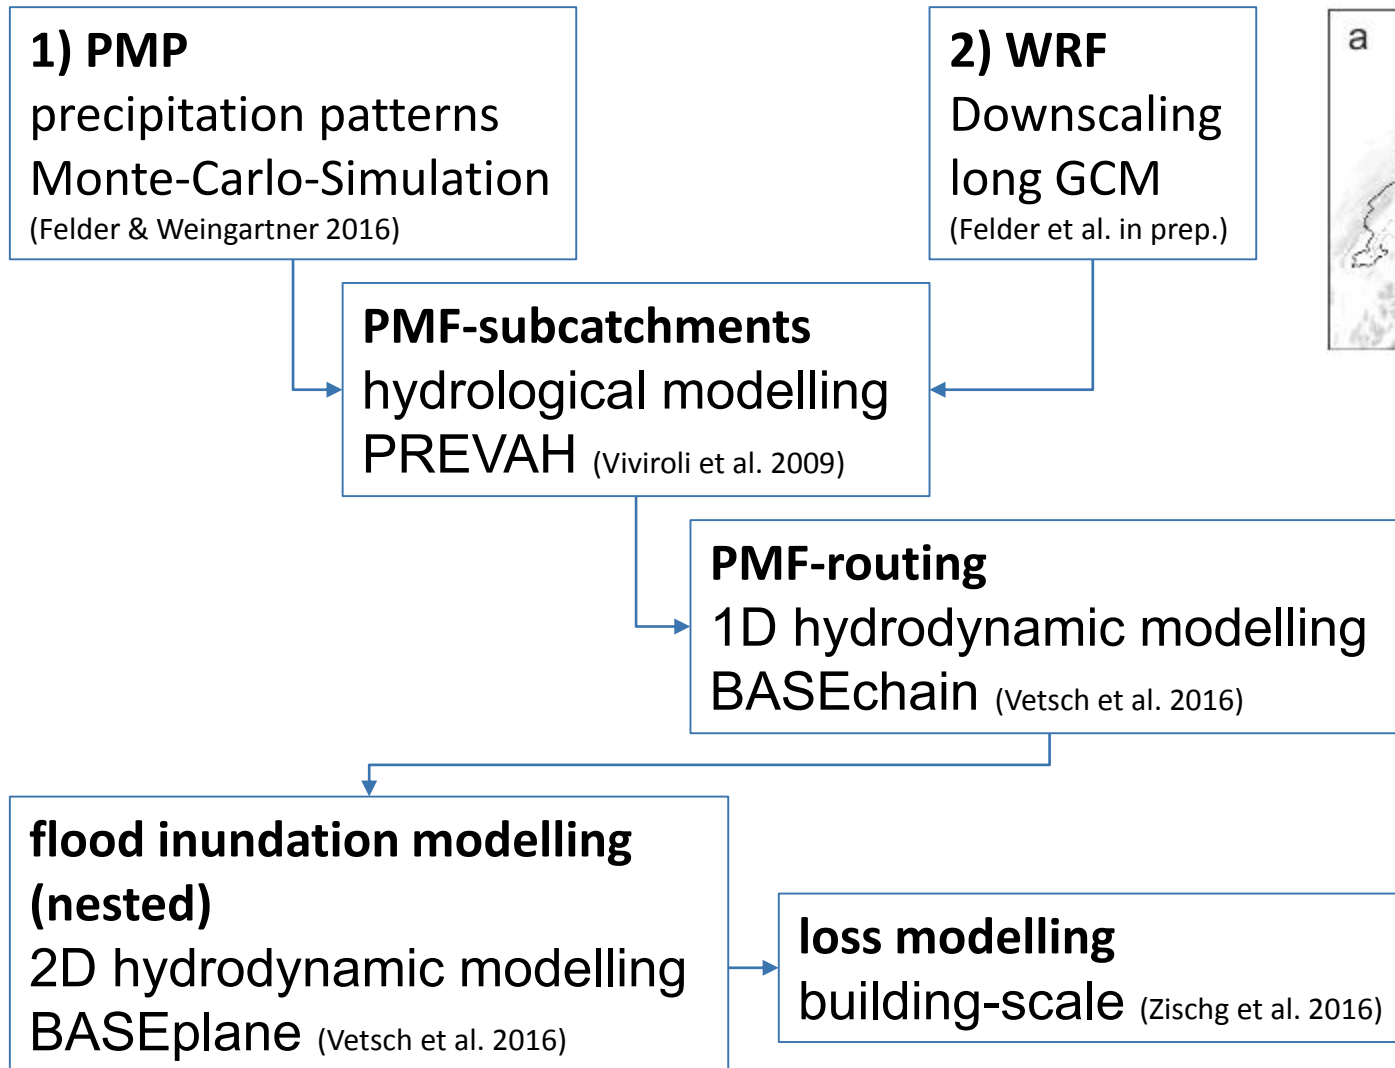 1) PMP
precipitation patterns
Monte-Carlo-Simulation
(Felder & Weingartner 2016)
2) WRF
Downscaling
long GCM
(Felder et al. in prep.)
a
PMF-subcatchments
hydrological modelling
PREVAH (Viviroli et al. 2009)
PMF-routing
1D hydrodynamic modelling
BASEchain (Vetsch et al. 2016)
flood inundation modelling
(nested)
2D hydrodynamic modelling
BASEplane (Vetsch et al. 2016)
loss modelling
building-scale (Zischg et al. 2016)